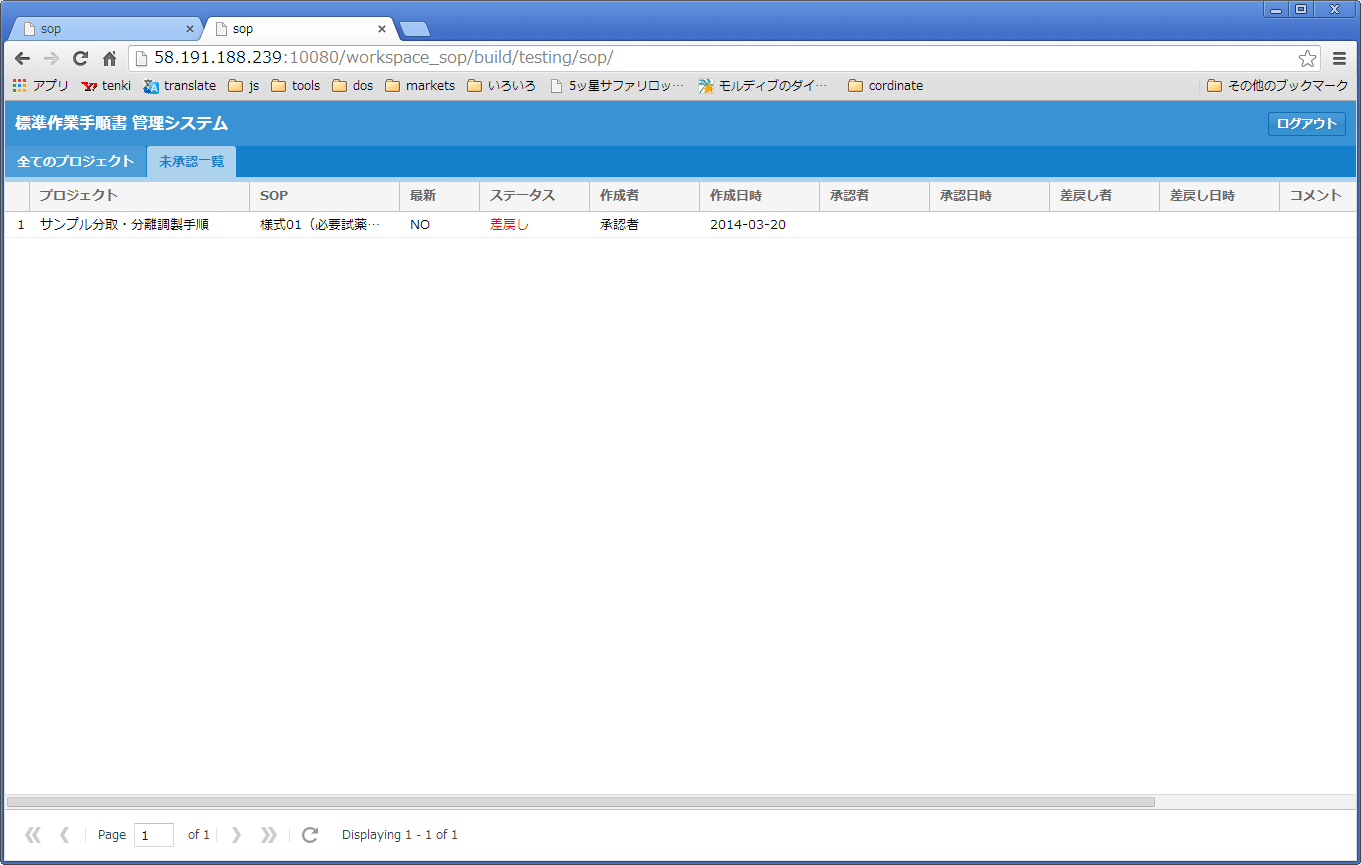 sop sop
58.191.188.239:10080/workspace_sop/build/testing/sop/
アプリ tenki translate js tools dos markets いろいろ 5ッ星サファリロッ… モルディブのダイ… cordinate その他のブックマーク
標準作業手順書 管理システム ログアウト
全てのプロジェクト 未承認一覧
プロジェクト SOP 最新 ステータス 作成者 作成日時 承認者 承認日時 差戻し者 差戻し日時 コメント
1 サンプル分取・分離調製手順 様式01（必要試薬… NO 差戻し 承認者 2014-03-20
Page 1 of 1 Displaying 1 - 1 of 1